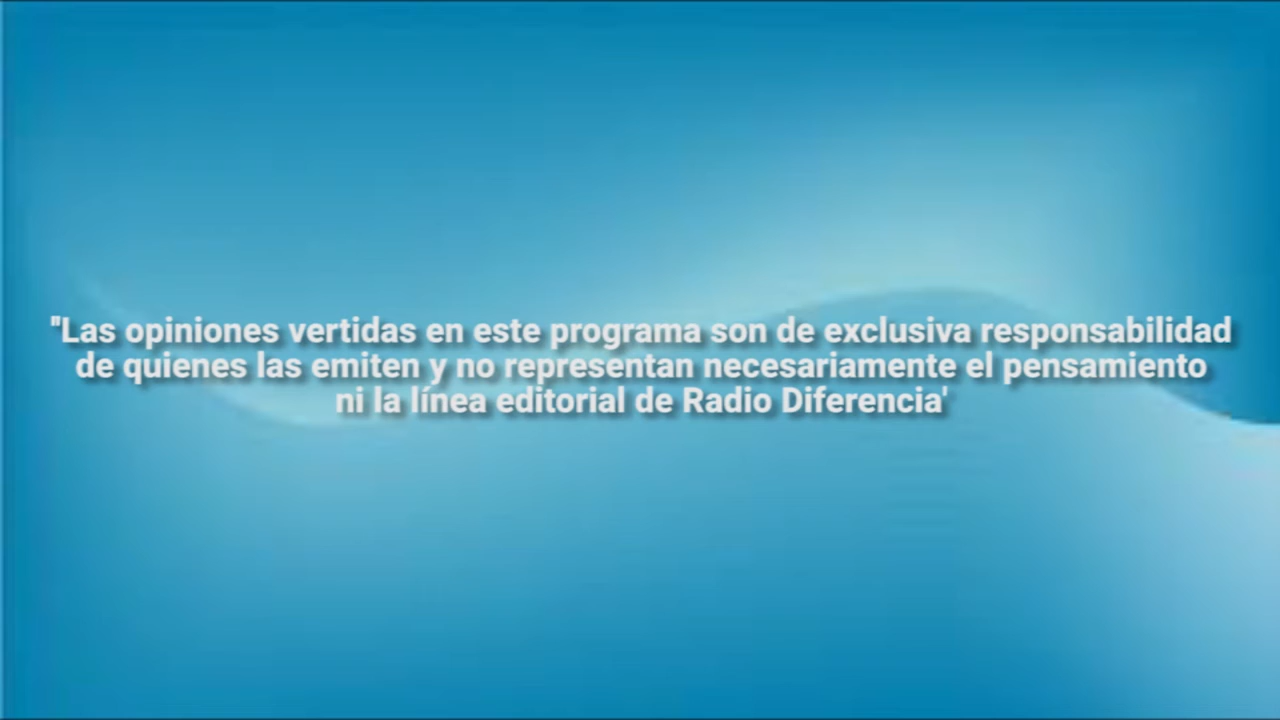 "Las opiniones vertidas en este programa son de exclusiva responsabilidad
de quienes las emiten y no representan necesariamente el pensamiento
ni la línea editorial de Radio Diferencia'